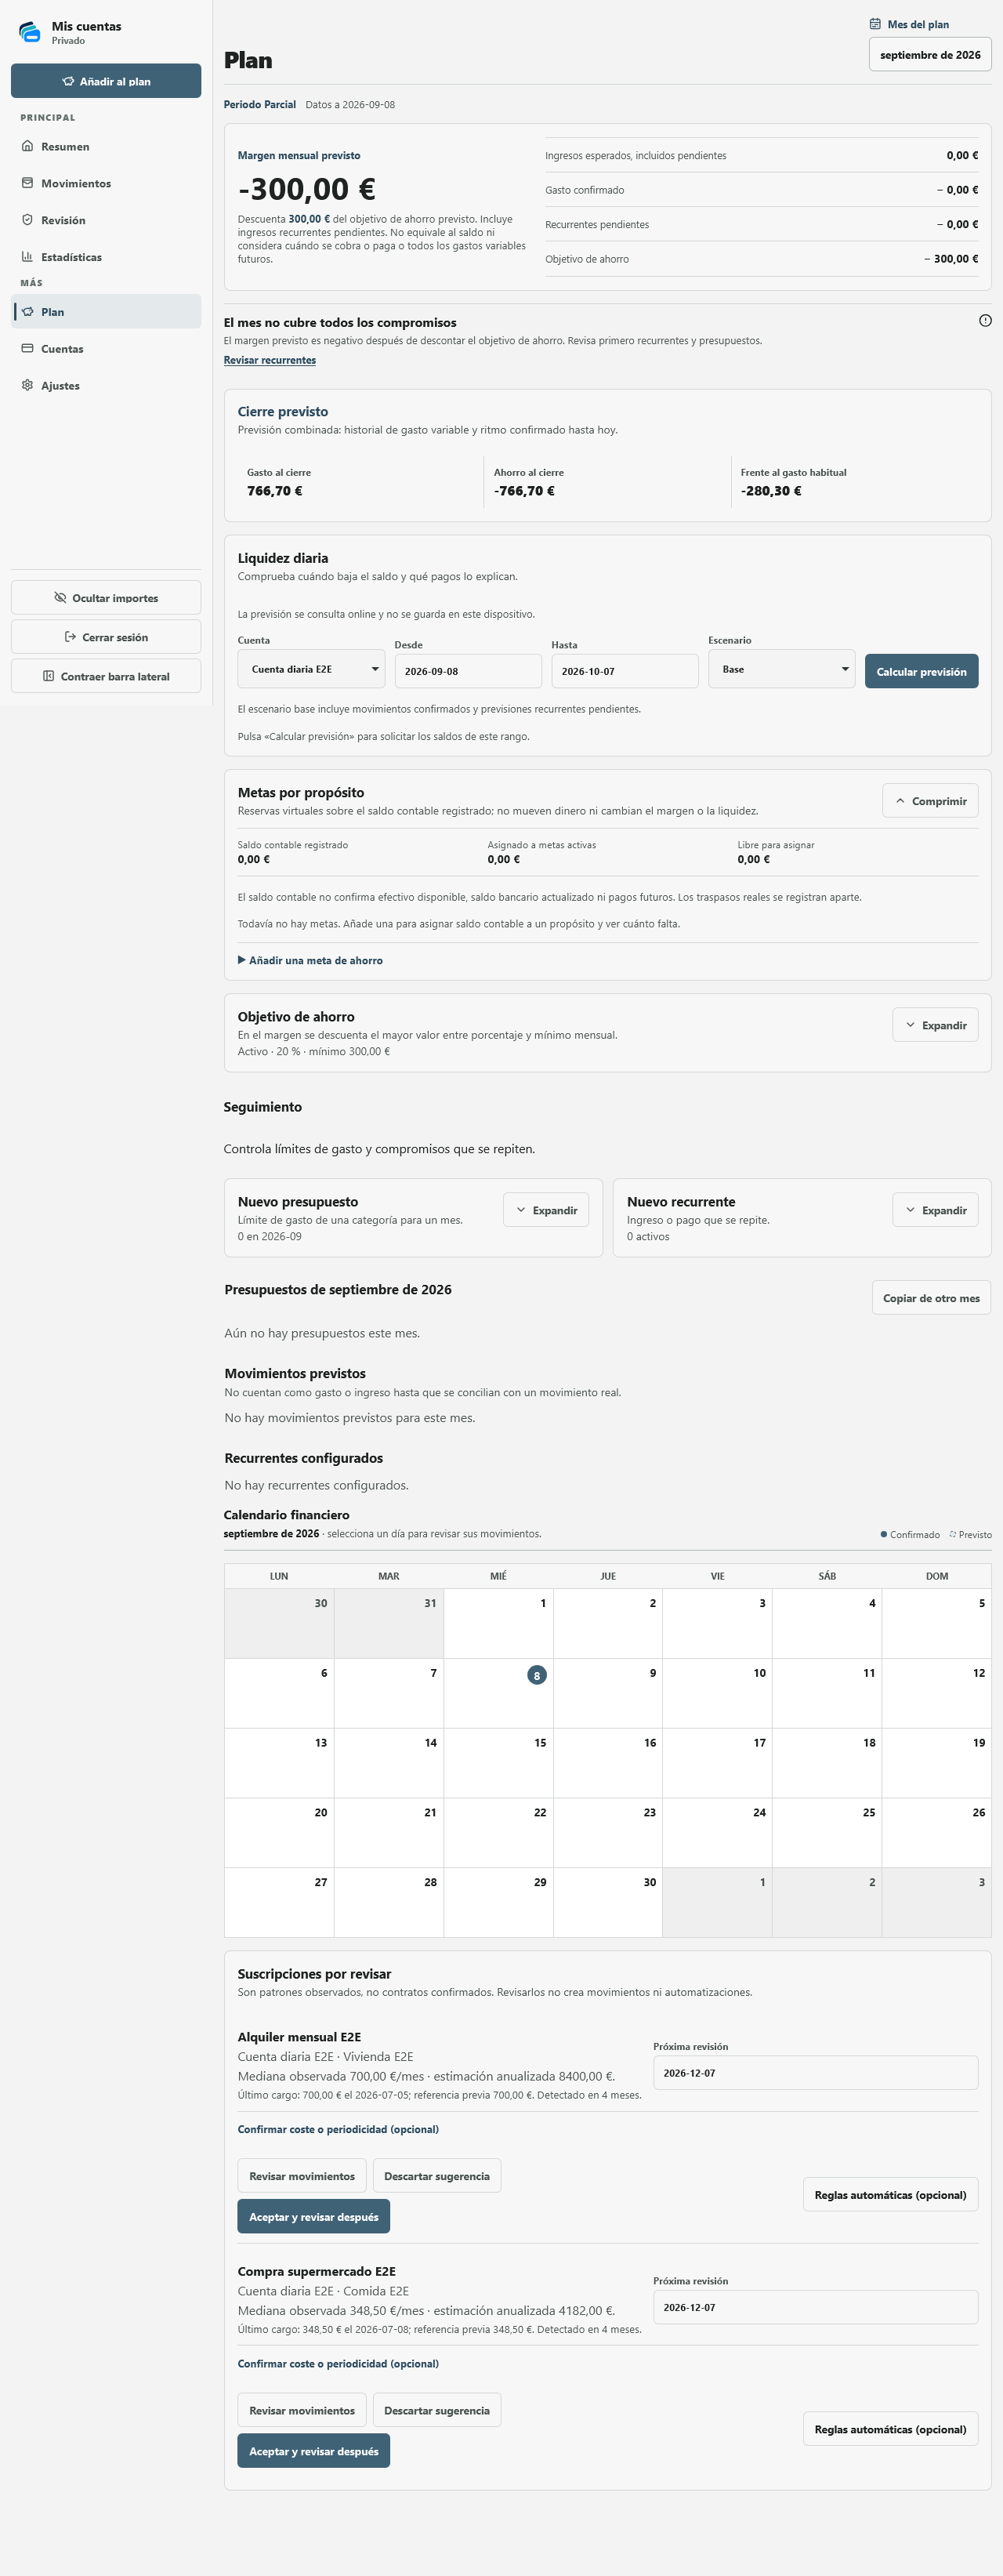 Mis cuentas
Privado
Añadir al plan
PRINCIPAL
Resumen
Movimientos
Revisión
Estadísticas
MÁS
Plan
Cuentas
Ajustes
Ocultar importes
Cerrar sesión
Contraer barra lateral
Plan
Mes del plan
septiembre de 2026
Periodo Parcial Datos a 2026-09-08
Margen mensual previsto
-300,00 €
Descuenta 300,00 € del objetivo de ahorro previsto. Incluye
ingresos recurrentes pendientes. No equivale al saldo ni
considera cuándo se cobra o paga o todos los gastos variables
futuros.
Ingresos esperados, incluidos pendientes 0,00 €
Gasto confirmado − 0,00 €
Recurrentes pendientes − 0,00 €
Objetivo de ahorro − 300,00 €
El mes no cubre todos los compromisos
El margen previsto es negativo después de descontar el objetivo de ahorro. Revisa primero recurrentes y presupuestos.
Revisar recurrentes
Cierre previsto
Previsión combinada: historial de gasto variable y ritmo confirmado hasta hoy.
Gasto al cierre
766,70 €
Ahorro al cierre
-766,70 €
Frente al gasto habitual
-280,30 €
Liquidez diaria
Comprueba cuándo baja el saldo y qué pagos lo explican.
La previsión se consulta online y no se guarda en este dispositivo.
Cuenta
Cuenta diaria E2E
Desde
2026-09-08
Hasta
2026-10-07
Escenario
Base
Calcular previsión
El escenario base incluye movimientos confirmados y previsiones recurrentes pendientes.
Pulsa «Calcular previsión» para solicitar los saldos de este rango.
Metas por propósito
Reservas virtuales sobre el saldo contable registrado; no mueven dinero ni cambian el margen o la liquidez.
Comprimir
Saldo contable registrado
0,00 €
Asignado a metas activas
0,00 €
Libre para asignar
0,00 €
El saldo contable no confirma efectivo disponible, saldo bancario actualizado ni pagos futuros. Los traspasos reales se registran aparte.
Todavía no hay metas. Añade una para asignar saldo contable a un propósito y ver cuánto falta.
Añadir una meta de ahorro
Objetivo de ahorro
En el margen se descuenta el mayor valor entre porcentaje y mínimo mensual.
Activo · 20 % · mínimo 300,00 €
Expandir
Seguimiento
Controla límites de gasto y compromisos que se repiten.
Nuevo presupuesto
Límite de gasto de una categoría para un mes.
0 en 2026-09
Expandir
Nuevo recurrente
Ingreso o pago que se repite.
0 activos
Expandir
Presupuestos de septiembre de 2026
Copiar de otro mes
Aún no hay presupuestos este mes.
Movimientos previstos
No cuentan como gasto o ingreso hasta que se concilian con un movimiento real.
No hay movimientos previstos para este mes.
Recurrentes configurados
No hay recurrentes configurados.
Calendario financiero
septiembre de 2026 · selecciona un día para revisar sus movimientos.
Confirmado Previsto
LUN MAR MIÉ JUE VIE SÁB DOM
30 31 1 2 3 4 5
6 7 8 9 10 11 12
13 14 15 16 17 18 19
20 21 22 23 24 25 26
27 28 29 30 1 2 3
Suscripciones por revisar
Son patrones observados, no contratos confirmados. Revisarlos no crea movimientos ni automatizaciones.
Alquiler mensual E2E
Cuenta diaria E2E · Vivienda E2E
Mediana observada 700,00 €/mes · estimación anualizada 8400,00 €.
Último cargo: 700,00 € el 2026-07-05; referencia previa 700,00 €. Detectado en 4 meses.
Próxima revisión
2026-12-07
Confirmar coste o periodicidad (opcional)
Revisar movimientos
Descartar sugerencia
Aceptar y revisar después
Reglas automáticas (opcional)
Compra supermercado E2E
Cuenta diaria E2E · Comida E2E
Mediana observada 348,50 €/mes · estimación anualizada 4182,00 €.
Último cargo: 348,50 € el 2026-07-08; referencia previa 348,50 €. Detectado en 4 meses.
Próxima revisión
2026-12-07
Confirmar coste o periodicidad (opcional)
Revisar movimientos
Descartar sugerencia
Aceptar y revisar después
Reglas automáticas (opcional)